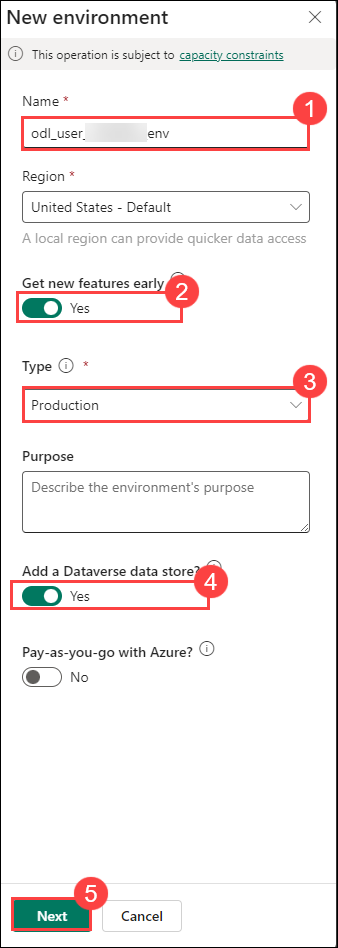 New environment
This operation is subject to capacity constraints
Name *
1
odl_user_ env
Region *
United States - Default
A local region can provide quicker data access
Get new features early
2
Yes
Type *
3
Production
Purpose
Describe the environment's purpose
Add a Dataverse data store?
4
Yes
Pay-as-you-go with Azure?
No
5
Next
Cancel